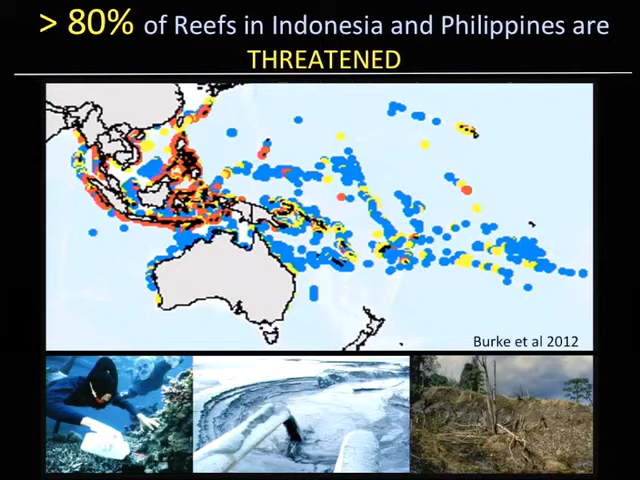 > 80% of Reefs in Indonesia and Philippines are
THREATENED
Burke et al 2012